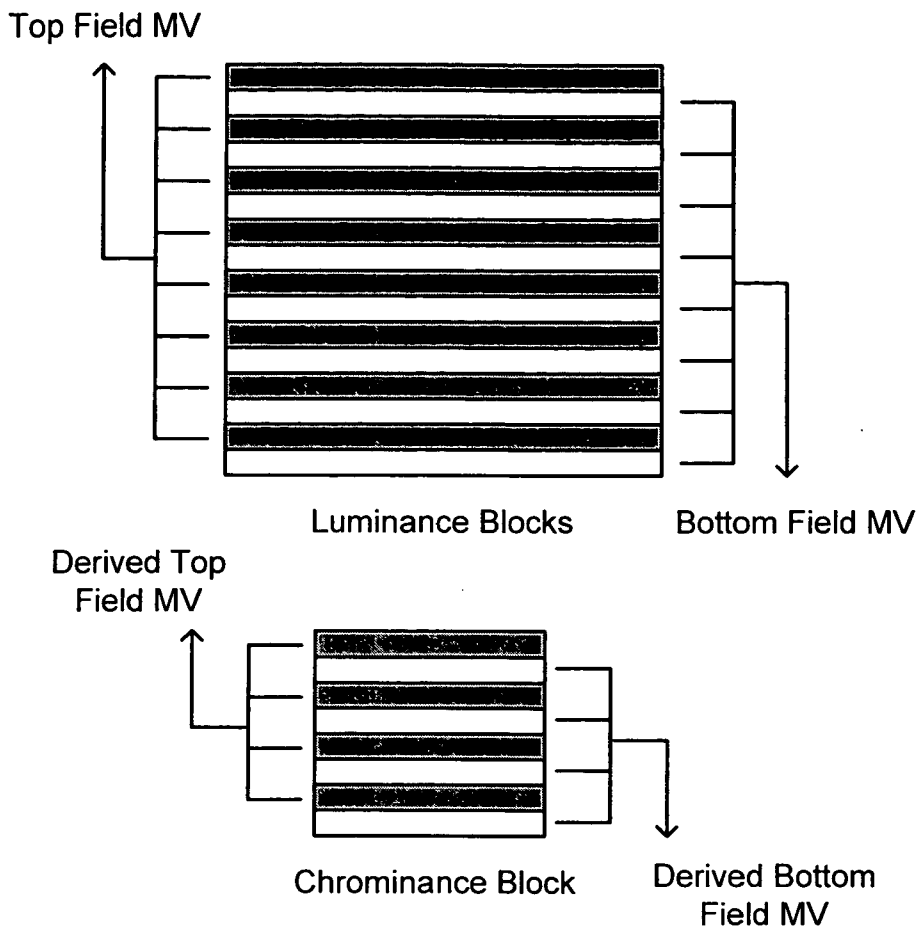 Top Field MV
Luminance Blocks
Bottom Field MV
Derived Top
Field MV
Chrominance Block
Derived Bottom
Field MV